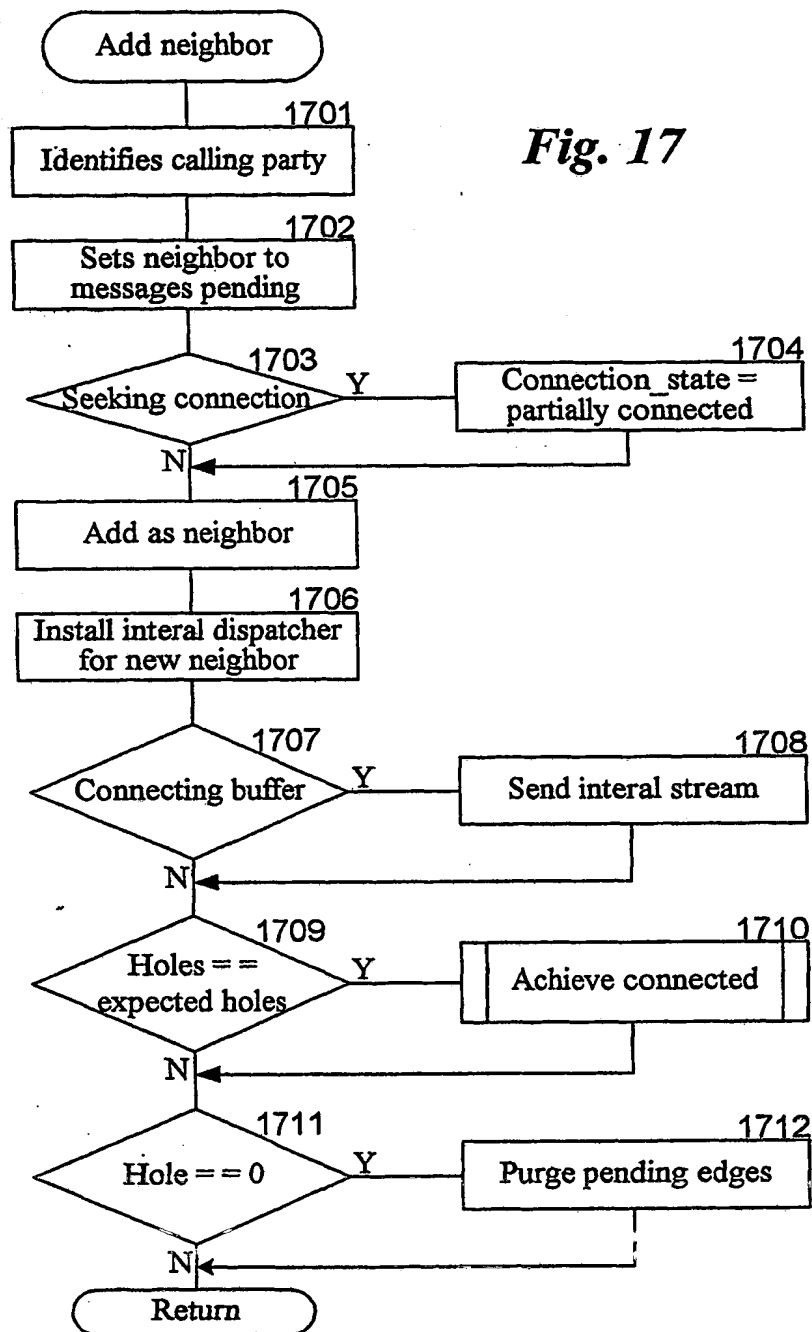 Add neighbor
Fig. 17
1701
Identifies calling party
1702
Sets neighbor to
messages pending
1703
Seeking connection
Y
1704
Connection_state =
partially connected
N
1705
Add as neighbor
1706
Install interal dispatcher
for new neighbor
1707
Connecting buffer
Y
1708
Send interal stream
N
1709
Holes = =
expected holes
Y
1710
Achieve connected
N
1711
Hole = = 0
Y
1712
Purge pending edges
N
Return